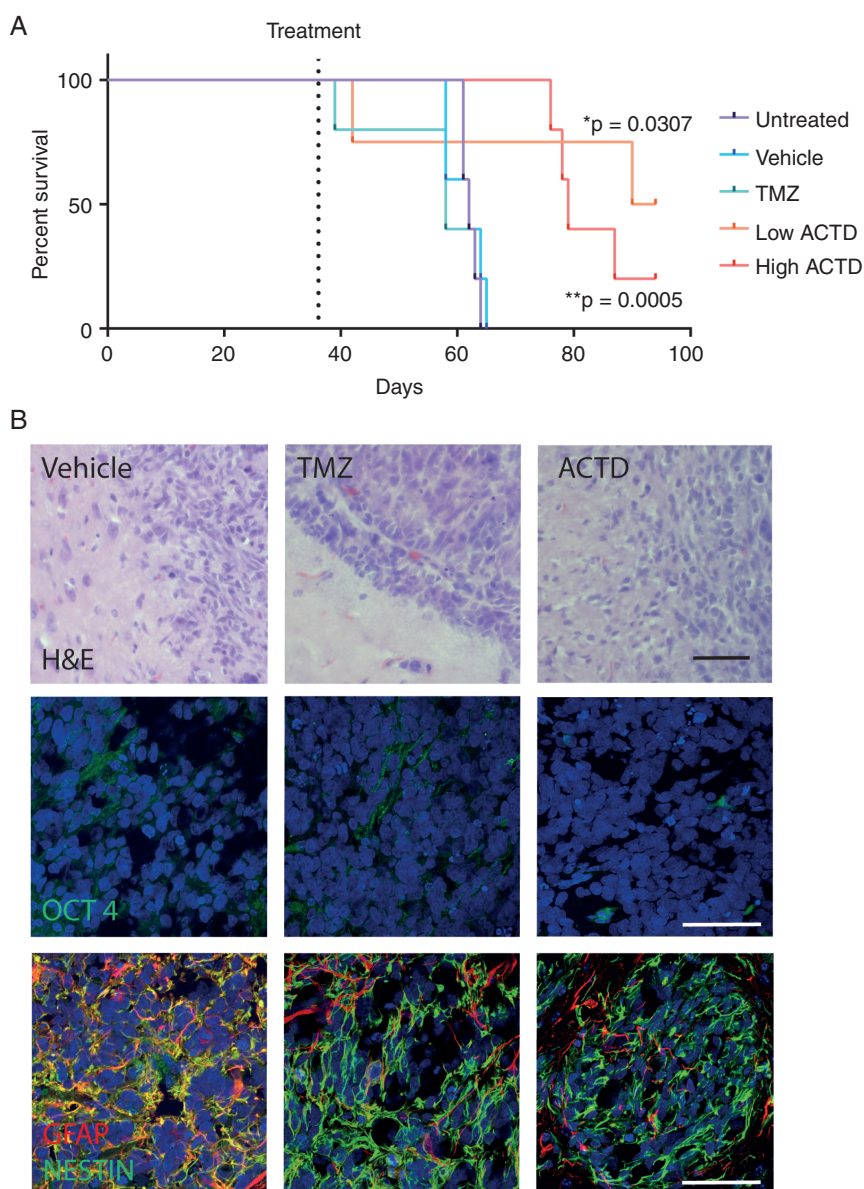 A
Treatment
100
50
0
Percent survival
0 20 40 60 80 100
Days
*p = 0.0307
**p = 0.0005
Untreated
Vehicle
TMZ
Low ACTD
High ACTD
B
Vehicle TMZ ACTD
H&E
OCT 4
GFAP
NESTIN